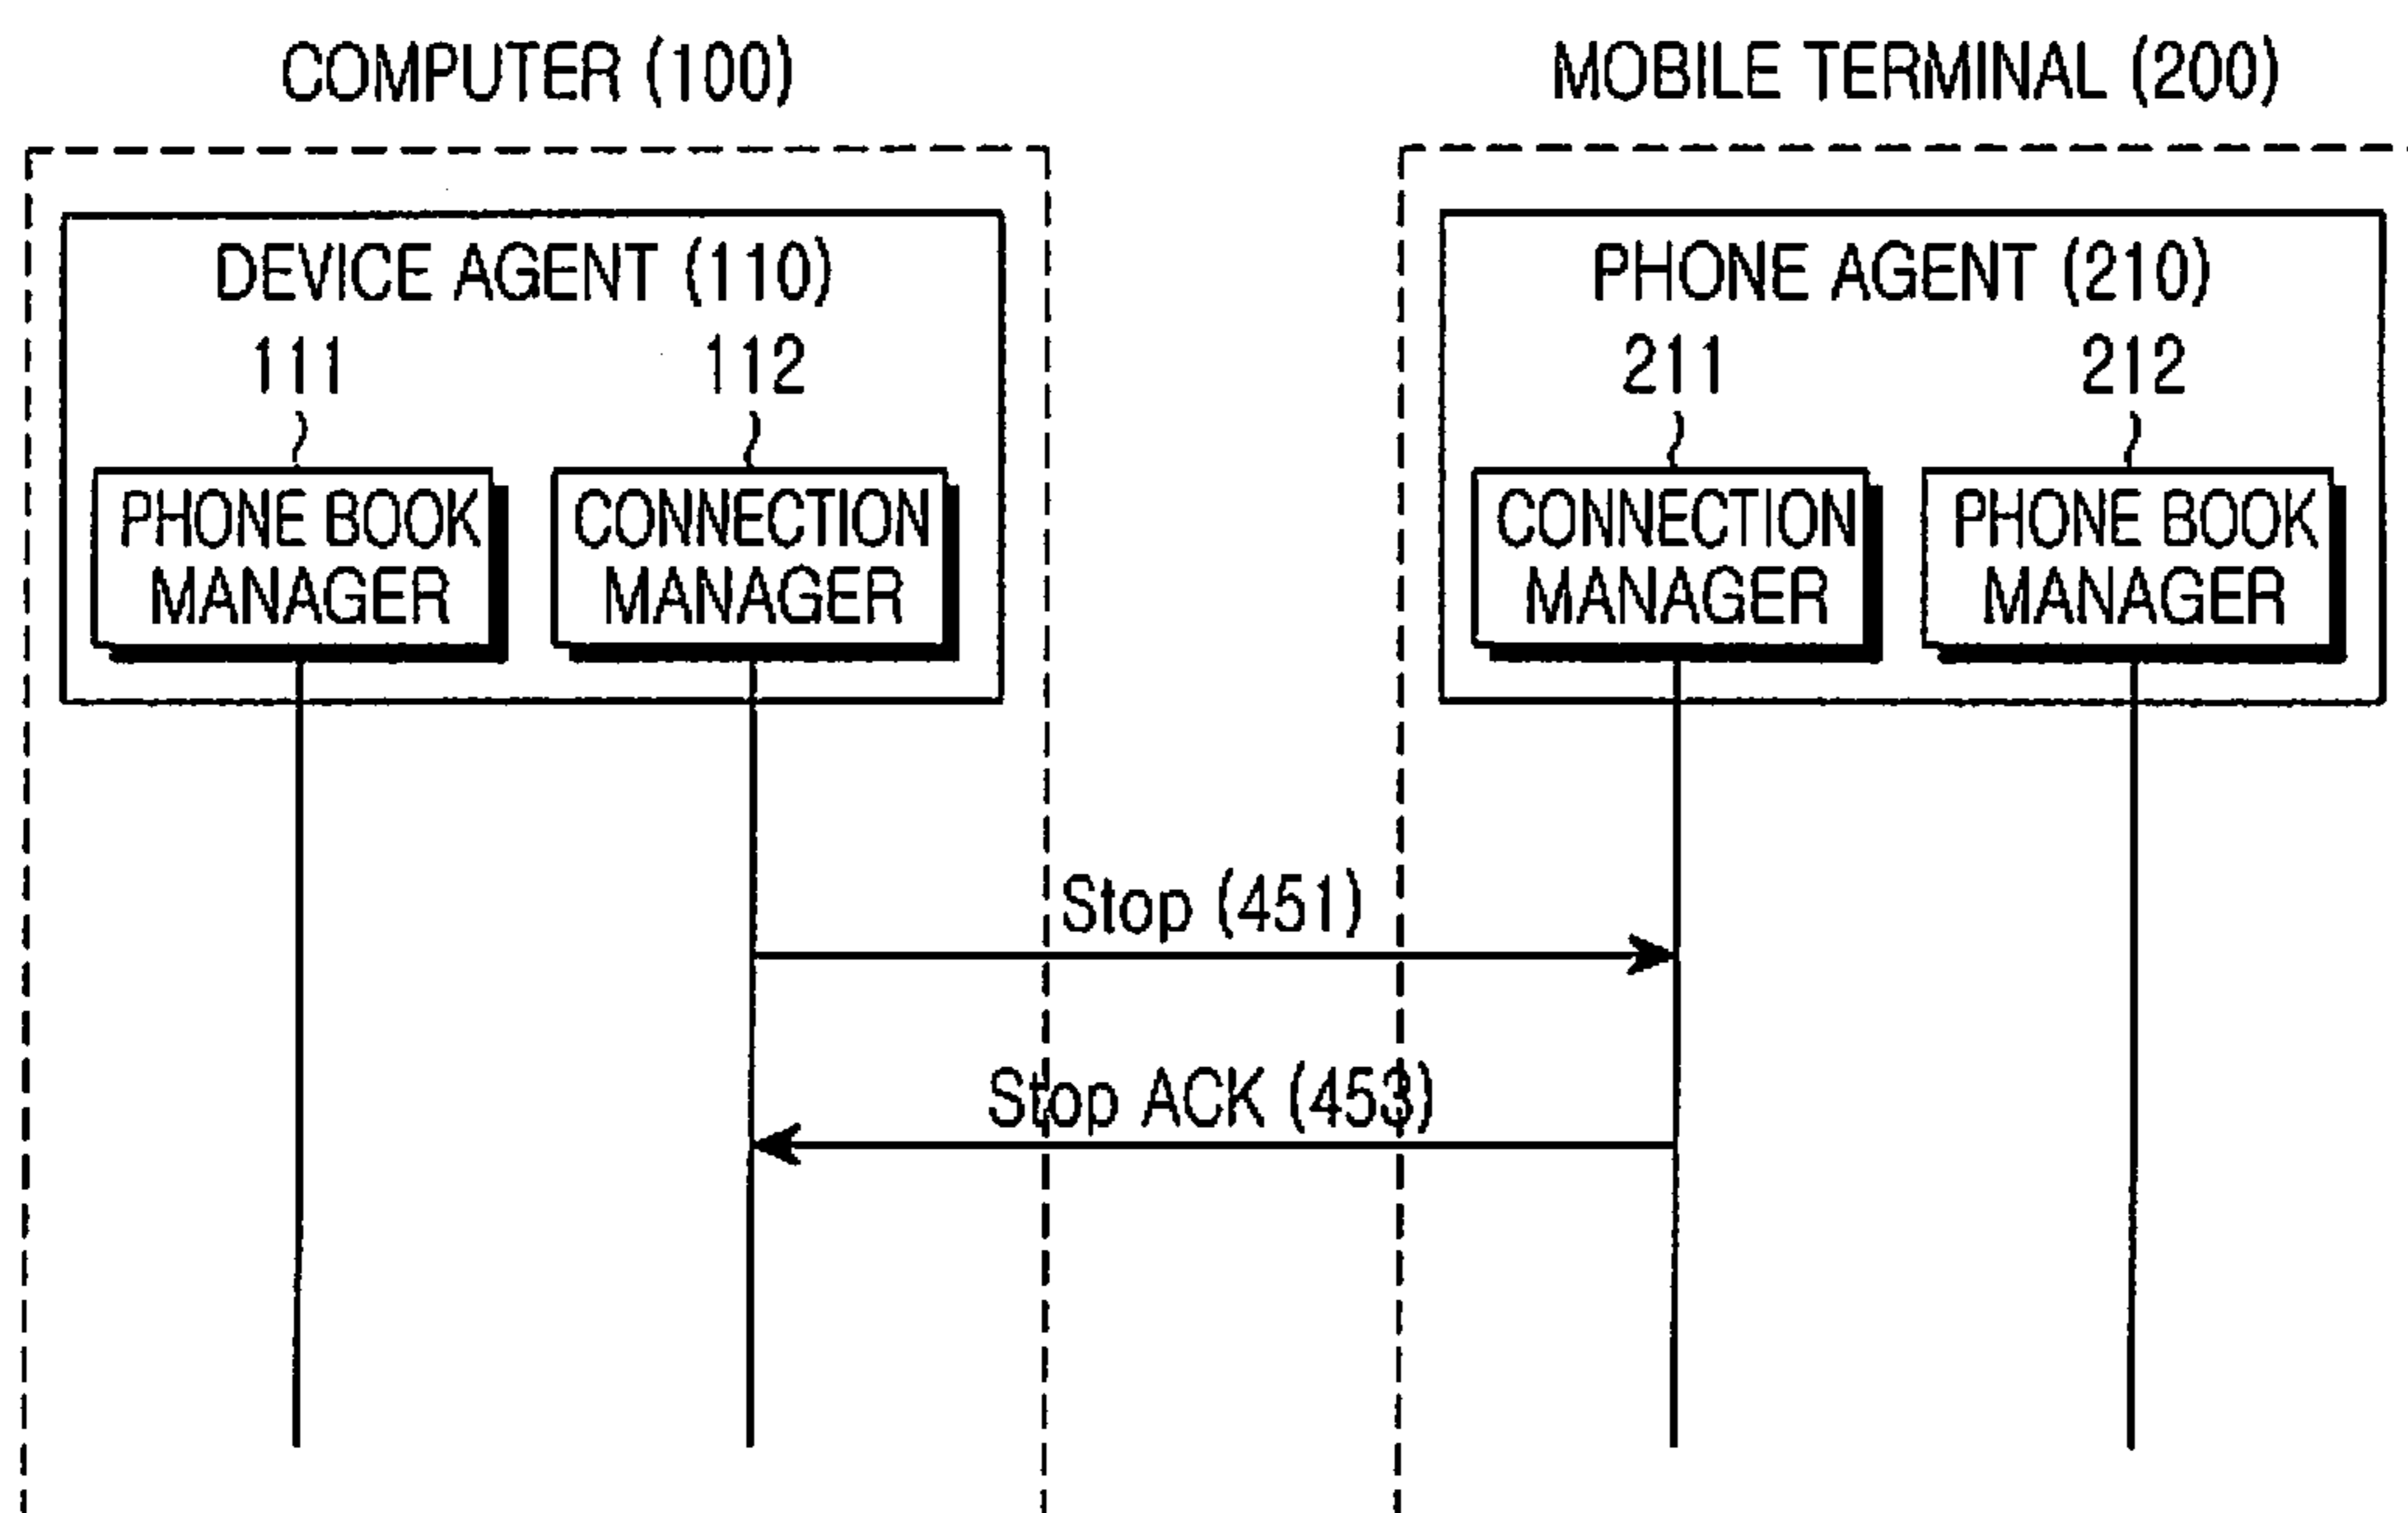 COMPUTER (100)
MOBILE TERMINAL (200)
DEVICE AGENT (110)
PHONE AGENT (210)
111
112
211
212
PHONE BOOK
MANAGER
CONNECTION
MANAGER
CONNECTION
MANAGER
PHONE BOOK
MANAGER
Stop (451)
Stop ACK (453)